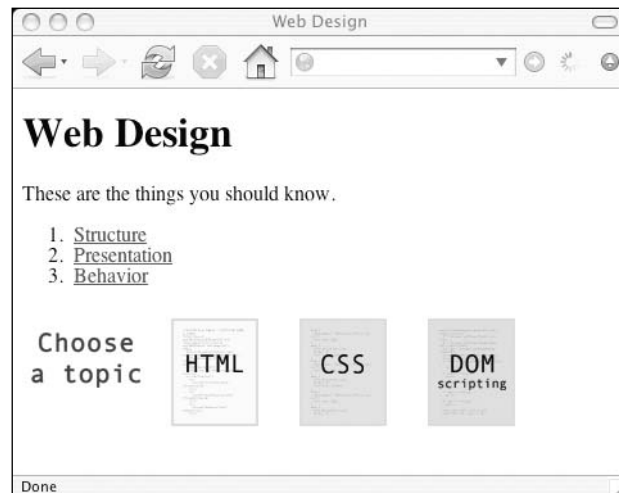 Web Design
Web Design
These are the things you should know.
1. Structure
2. Presentation
3. Behavior
Choose
a topic
HTML
CSS
DOM
scripting
Done